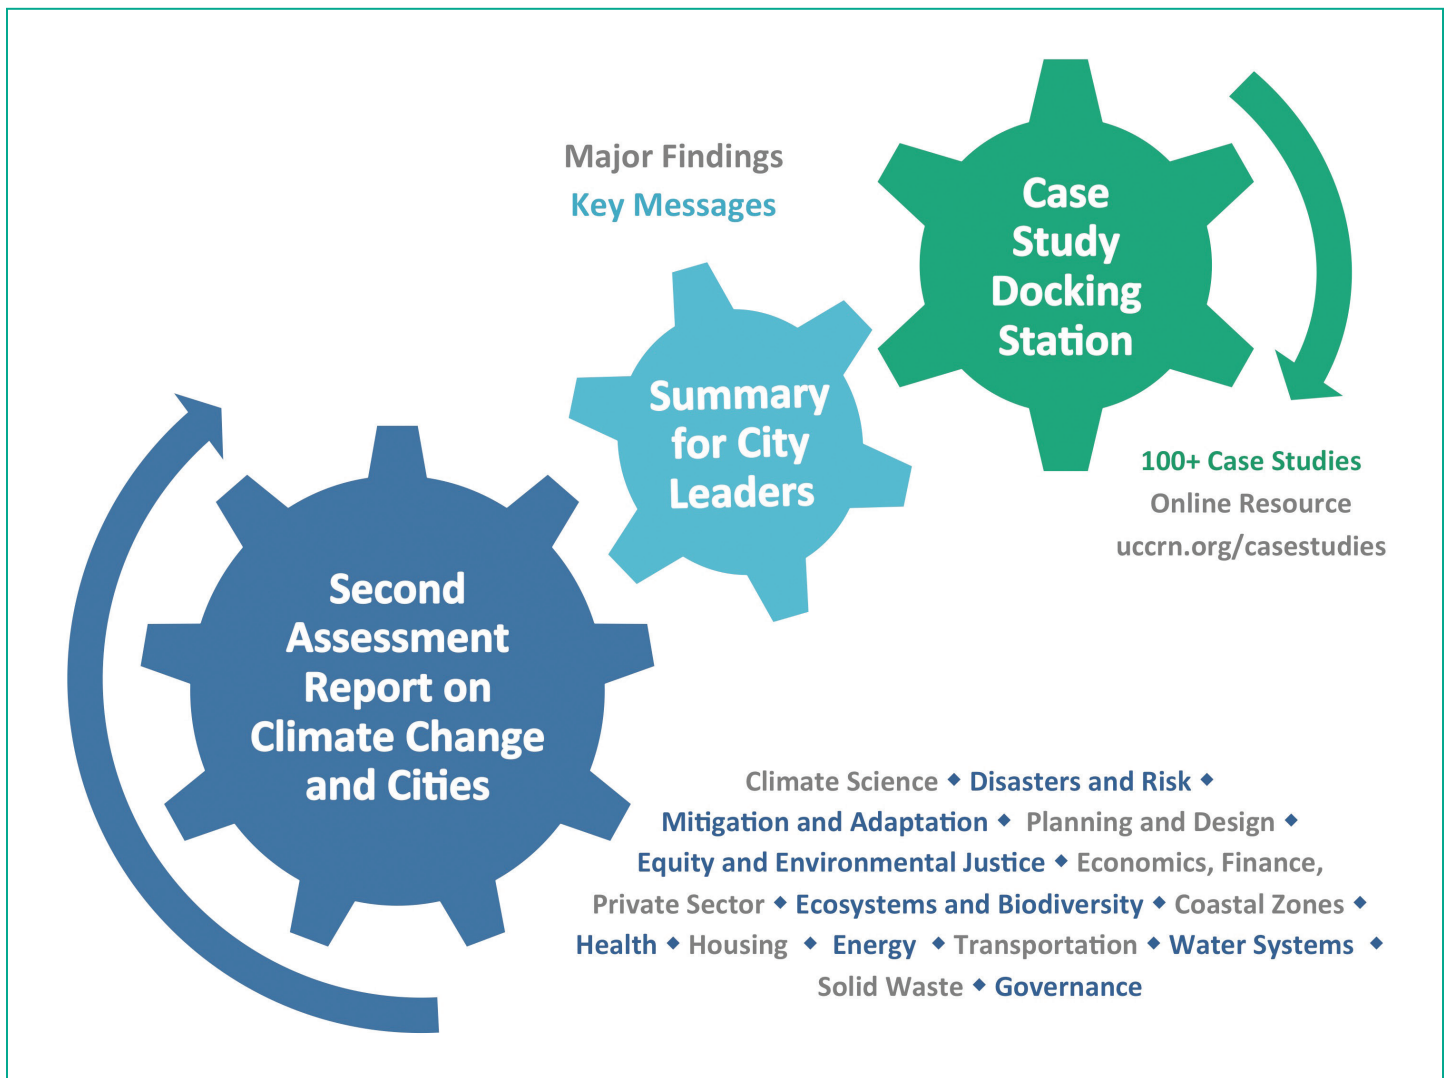 Major Findings
Key Messages
Case
Study
Docking
Station
Summary
for City
Leaders
100+ Case Studies
Online Resource
uccrn.org/casestudies
Second
Assessment
Report on
Climate Change
and Cities
Climate Science ◆ Disasters and Risk ◆
Mitigation and Adaptation ◆ Planning and Design ◆
Equity and Environmental Justice ◆ Economics, Finance,
Private Sector ◆ Ecosystems and Biodiversity ◆ Coastal Zones ◆
Health ◆ Housing ◆ Energy ◆ Transportation ◆ Water Systems ◆
Solid Waste ◆ Governance